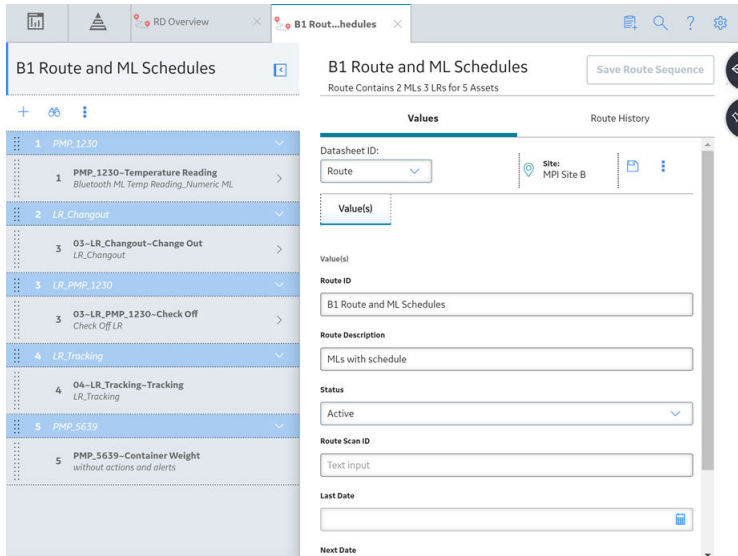 RD Overview
B1 Rout...hedules
B1 Route and ML Schedules
1 PMP_1230
1 PMP_1230~Temperature Reading
Bluetooth ML Temp Reading_Numeric ML
2 LR_Changout
3 03~LR_Changout~Change Out
LR_Changout
3 LR_PMP_1230
3 03~LR_PMP_1230~Check Off
Check Off LR
4 LR_Tracking
4 04~LR_Tracking~Tracking
LR_Tracking
5 PMP_5639
5 PMP_5639~Container Weight
without actions and alerts
B1 Route and ML Schedules
Route Contains 2 MLs 3 LRs for 5 Assets
Save Route Sequence
Values
Route History
Datasheet ID:
Route
Site:
MPI Site B
Value(s)
Value(s)
Route ID
B1 Route and ML Schedules
Route Description
MLs with schedule
Status
Active
Route Scan ID
Text input
Last Date
Next Date